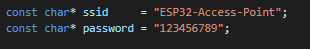 const char* ssid     = "ESP32-Access-Point";
const char* password = "123456789";